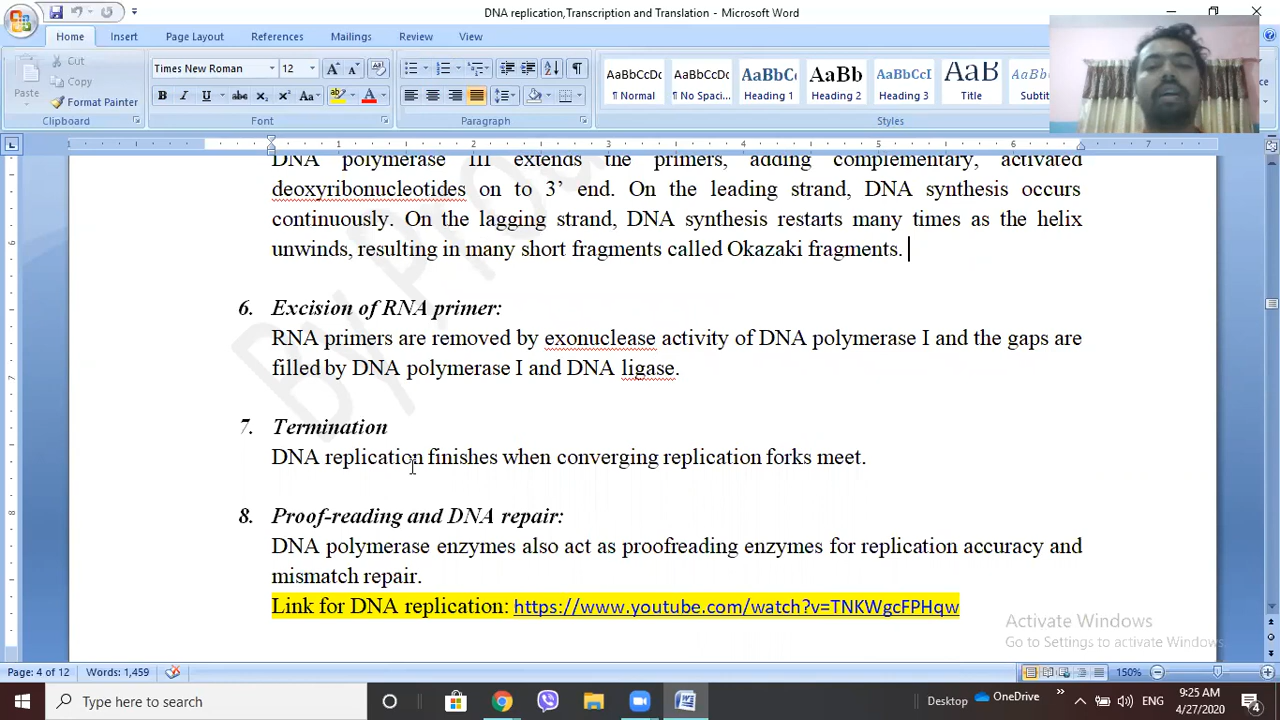 DNA replication,Transcription and Translation - Microsoft Word
Home Insert Page Layout References Mailings Review View
Cut
Copy
Format Painter
Paste
Times New Roman 12
AaBbCcDc AaBbCcDc AaBbCc AaBb AaBbCcI AaB AaBbCc
¶ Normal ¶ No Spaci... Heading 1 Heading 2 Heading 3 Title Subtit
Clipboard Font Paragraph Styles
DNA polymerase III extends the primers, adding complementary, activated
deoxyribonucleotides on to 3’ end. On the leading strand, DNA synthesis occurs
continuously. On the lagging strand, DNA synthesis restarts many times as the helix
unwinds, resulting in many short fragments called Okazaki fragments.
6. Excision of RNA primer:
RNA primers are removed by exonuclease activity of DNA polymerase I and the gaps are
filled by DNA polymerase I and DNA ligase.
7. Termination
DNA replication finishes when converging replication forks meet.
8. Proof-reading and DNA repair:
DNA polymerase enzymes also act as proofreading enzymes for replication accuracy and
mismatch repair.
Link for DNA replication: https://www.youtube.com/watch?v=TNKWgcFPHqw
Activate Windows
Go to Settings to activate Windows.
Page: 4 of 12 Words: 1,459 150%
Type here to search
Desktop OneDrive ENG 9:25 AM
4/27/2020